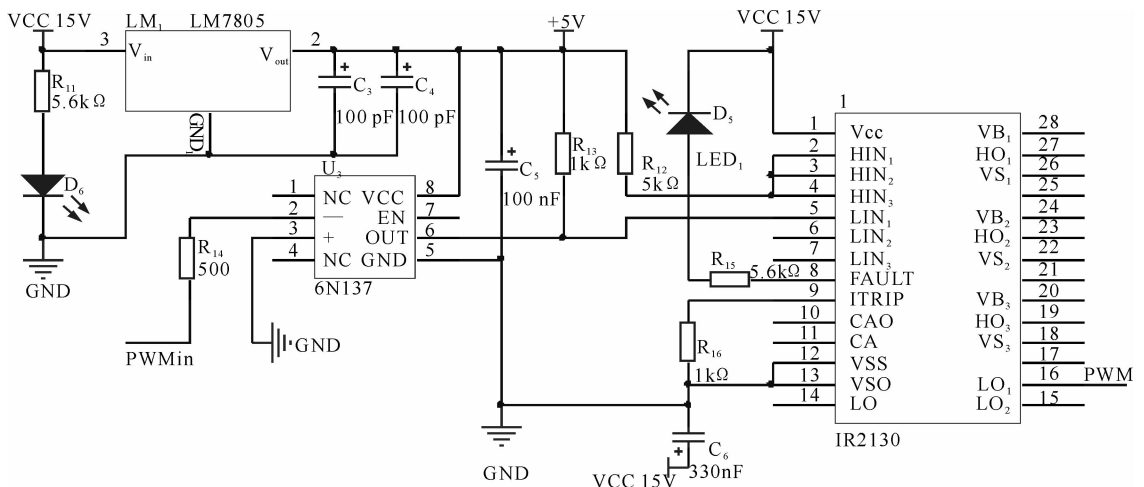 VCC 15V
LM₁ LM7805
+5V
VCC 15V
3
V_in
V_out
2
R₁₁
5.6kΩ
GND₁
C₃
100 pF
C₄
100 pF
D₅
LED₁
D₆
GND
U₃
1 NC VCC 8
2 — EN 7
3 + OUT 6
4 NC GND 5
6N137
R₁₄
500
PWMin
GND
C₅
100 nF
R₁₃
1kΩ
R₁₂
5kΩ
R₁₅
5.6kΩ
R₁₆
1kΩ
GND
C₆
330nF
VCC 15V
1
1 Vcc VB₁ 28
2 HIN₁ HO₁ 27
3 HIN₂ VS₁ 26
4 HIN₃ 25
5 LIN₁ VB₂ 24
6 LIN₂ HO₂ 23
7 LIN₃ VS₂ 22
8 FAULT 21
9 ITRIP VB₃ 20
10 CAO HO₃ 19
11 CA VS₃ 18
12 VSS 17
13 VSO LO₁ 16 PWM
14 LO LO₂ 15
IR2130